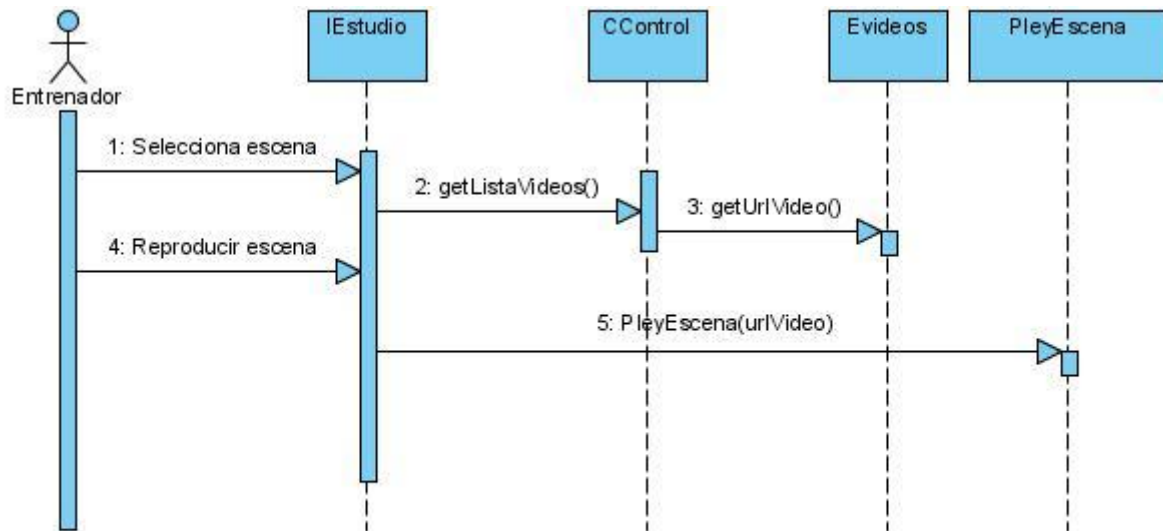 IEstudio
CControl
Evideos
PleyEscena
Entrenador
1: Selecciona escena
2: getListaVideos()
3: getUrlVideo()
4: Reproducir escena
5: PleyEscena(urlVideo)